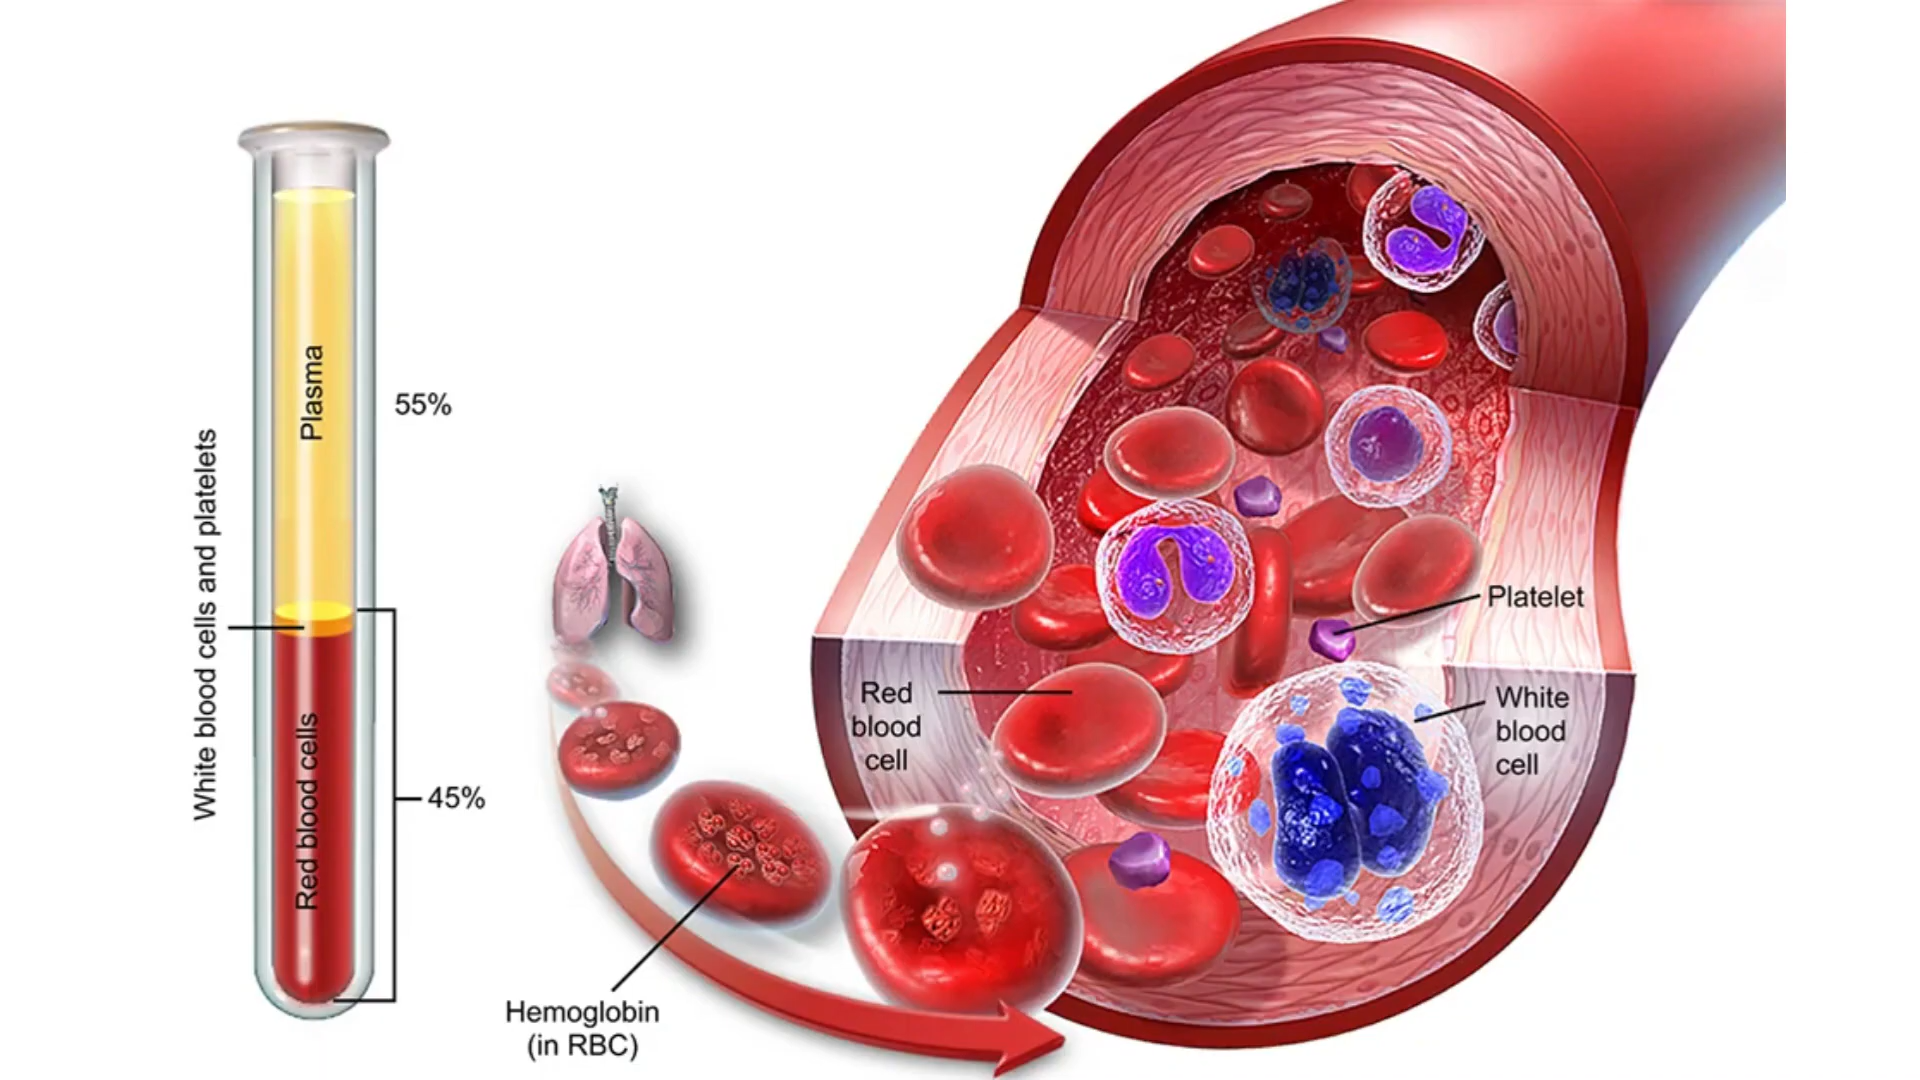 White blood cells and platelets
Plasma
55%
Red blood cells
45%
Hemoglobin
(in RBC)
Red
blood
cell
Platelet
White
blood
cell